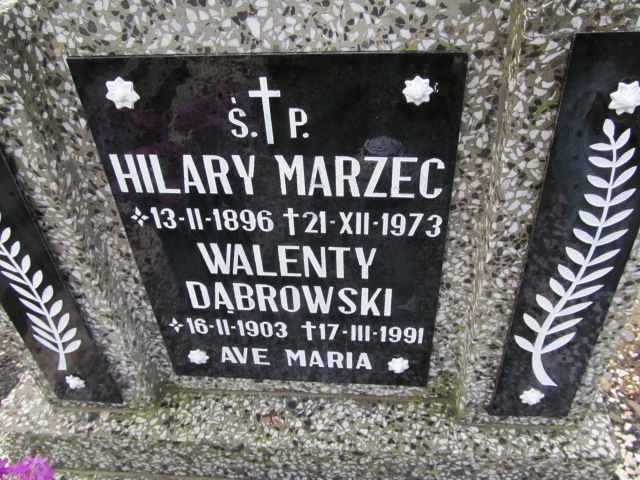 Ś. P.
HILARY MARZEC
13-II-1896 †21-XII-1973
WALENTY
DĄBROWSKI
16-II-1903 †17-III-1991
AVE MARIA